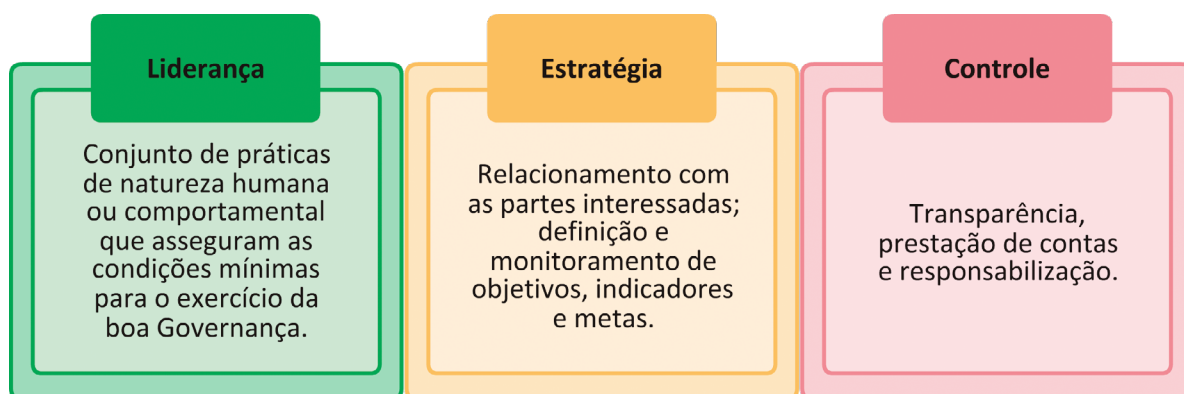 Liderança
Conjunto de práticas
de natureza humana
ou comportamental
que asseguram as
condições mínimas
para o exercício da
boa Governança.
Estratégia
Relacionamento com
as partes interessadas;
definição e
monitoramento de
objetivos, indicadores
e metas.
Controle
Transparência,
prestação de contas
e responsabilização.